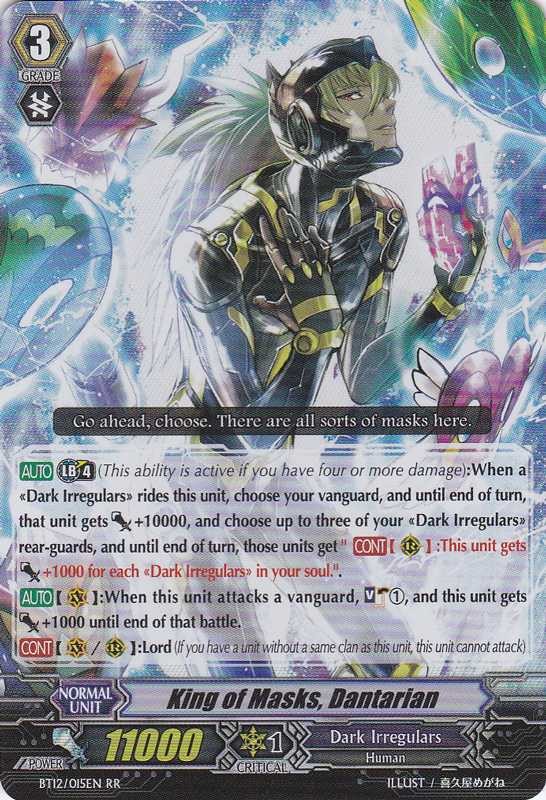 3
GRADE
Go ahead, choose. There are all sorts of masks here.
AUTO LB 4 (This ability is active if you have four or more damage):When a
«Dark Irregulars» rides this unit, choose your vanguard, and until end of turn,
that unit gets +10000, and choose up to three of your «Dark Irregulars»
rear-guards, and until end of turn, those units get " CONT【 R 】:This unit gets
+1000 for each «Dark Irregulars» in your soul.".
AUTO【 V 】:When this unit attacks a vanguard, V ①, and this unit gets
+1000 until end of that battle.
CONT【 V / R 】:Lord (If you have a unit without a same clan as this unit, this unit cannot attack)
NORMAL
UNIT
King of Masks, Dantarian
POWER
11000
1
CRITICAL
Dark Irregulars
Human
BT12/015EN RR
ILLUST / 喜久屋めがね